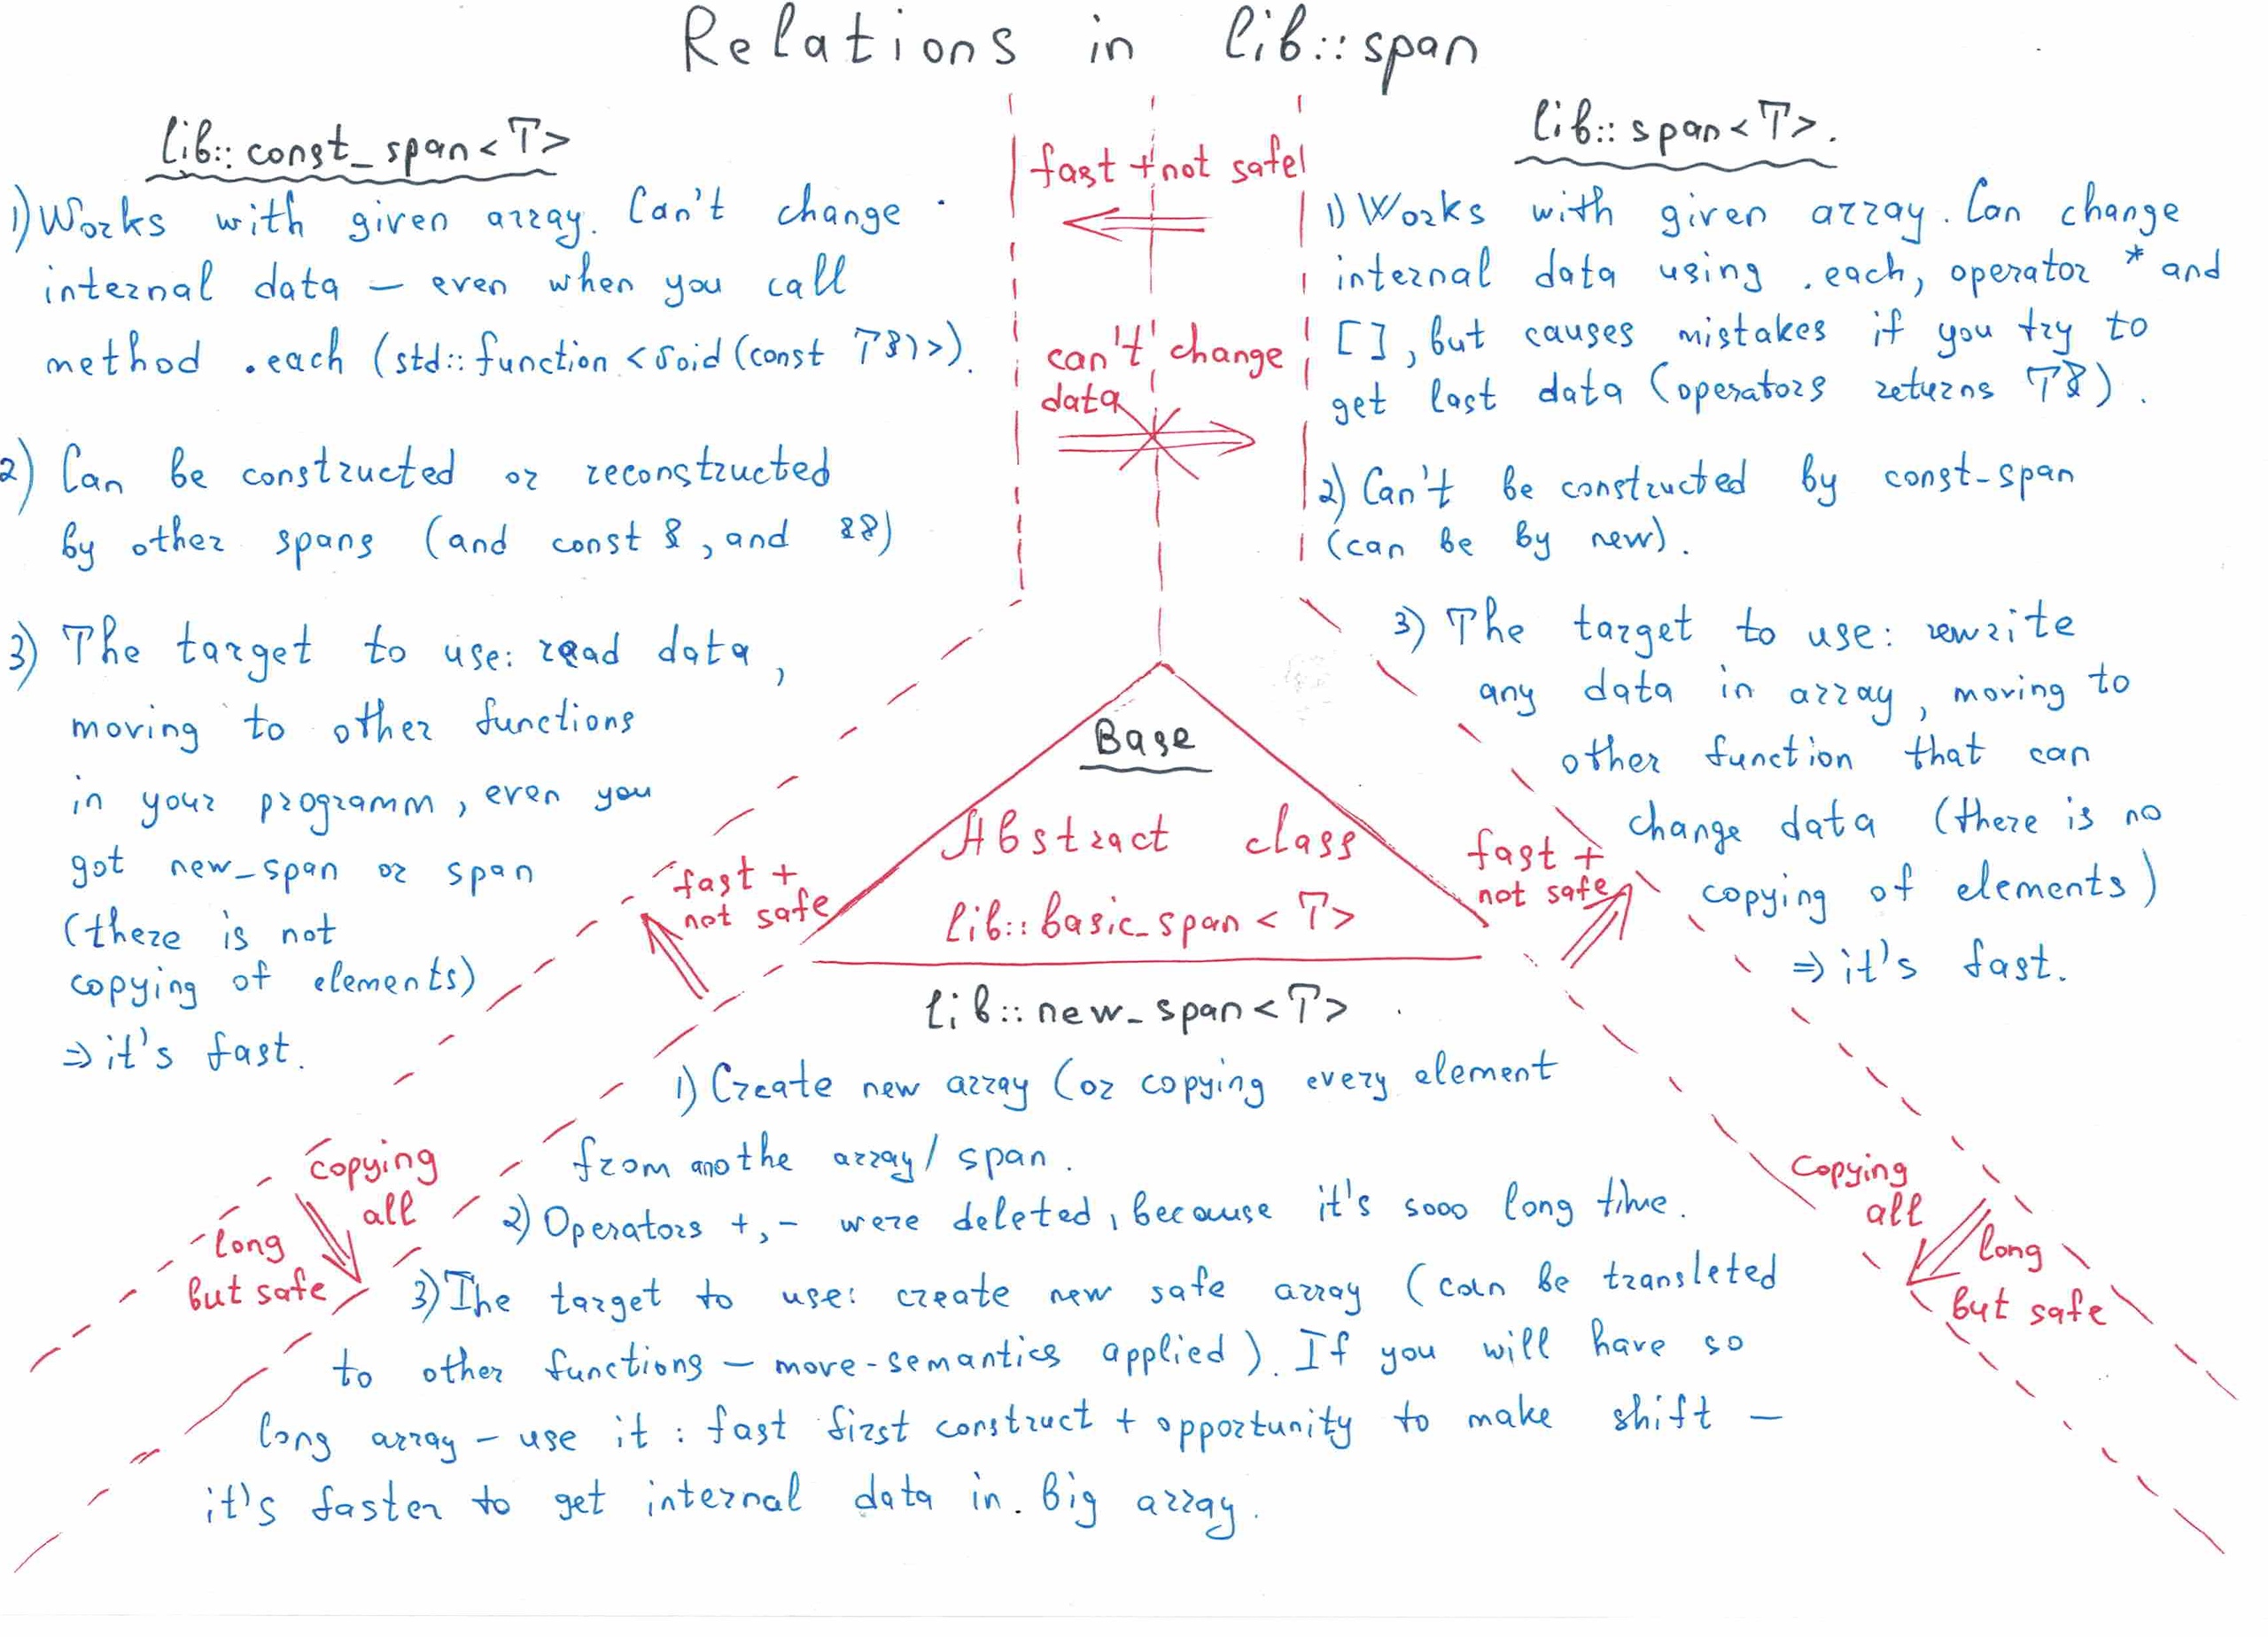 Relations in lib::span
lib::const_span<T>
1) Works with given array. Can't change
internal data – even when you call
method .each (std::function <void(const T&)>).
2) Can be constructed or reconstructed
by other spans (and const &, and &&)
3) The target to use: read data,
moving to other functions
in your programm, even you
got new_span or span
(there is not
copying of elements)
⇒ it's fast.
fast + not safe
can't change
data
lib::span<T>.
1) Works with given array. Can change
internal data using .each, operator * and
[], but causes mistakes if you try to
get last data (operators returns T&).
2) Can't be constructed by const-span
(can be by new).
3) The target to use: rewrite
any data in array, moving to
other function that can
change data (there is no
copying of elements)
⇒ it's fast.
Base
Abstract class
lib::basic_span<T>
fast +
not safe
fast +
not safe
lib::new_span<T>
1) Create new array (or copying every element
from anothe array/span.
2) Operators +,- were deleted, because it's sooo long time.
3) The target to use: create new safe array (can be transleted
to other functions – move-semantics applied). If you will have so
long array – use it: fast first construct + opportunity to make shift –
it's faster to get internal data in. big array.
copying
all
long
but safe
copying
all
long
but safe